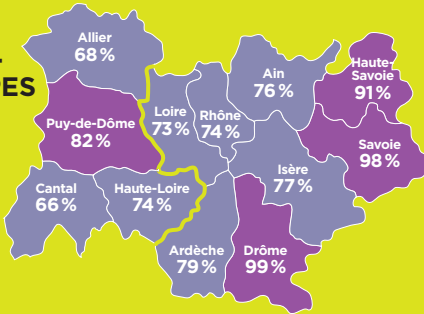 Allier
68 %
Puy-de-Dôme
82 %
Cantal
66 %
Haute-Loire
74 %
Loire
73 %
Rhône
74 %
Ain
76 %
Haute-
Savoie
91 %
Savoie
98 %
Isère
77 %
Ardèche
79 %
Drôme
99 %